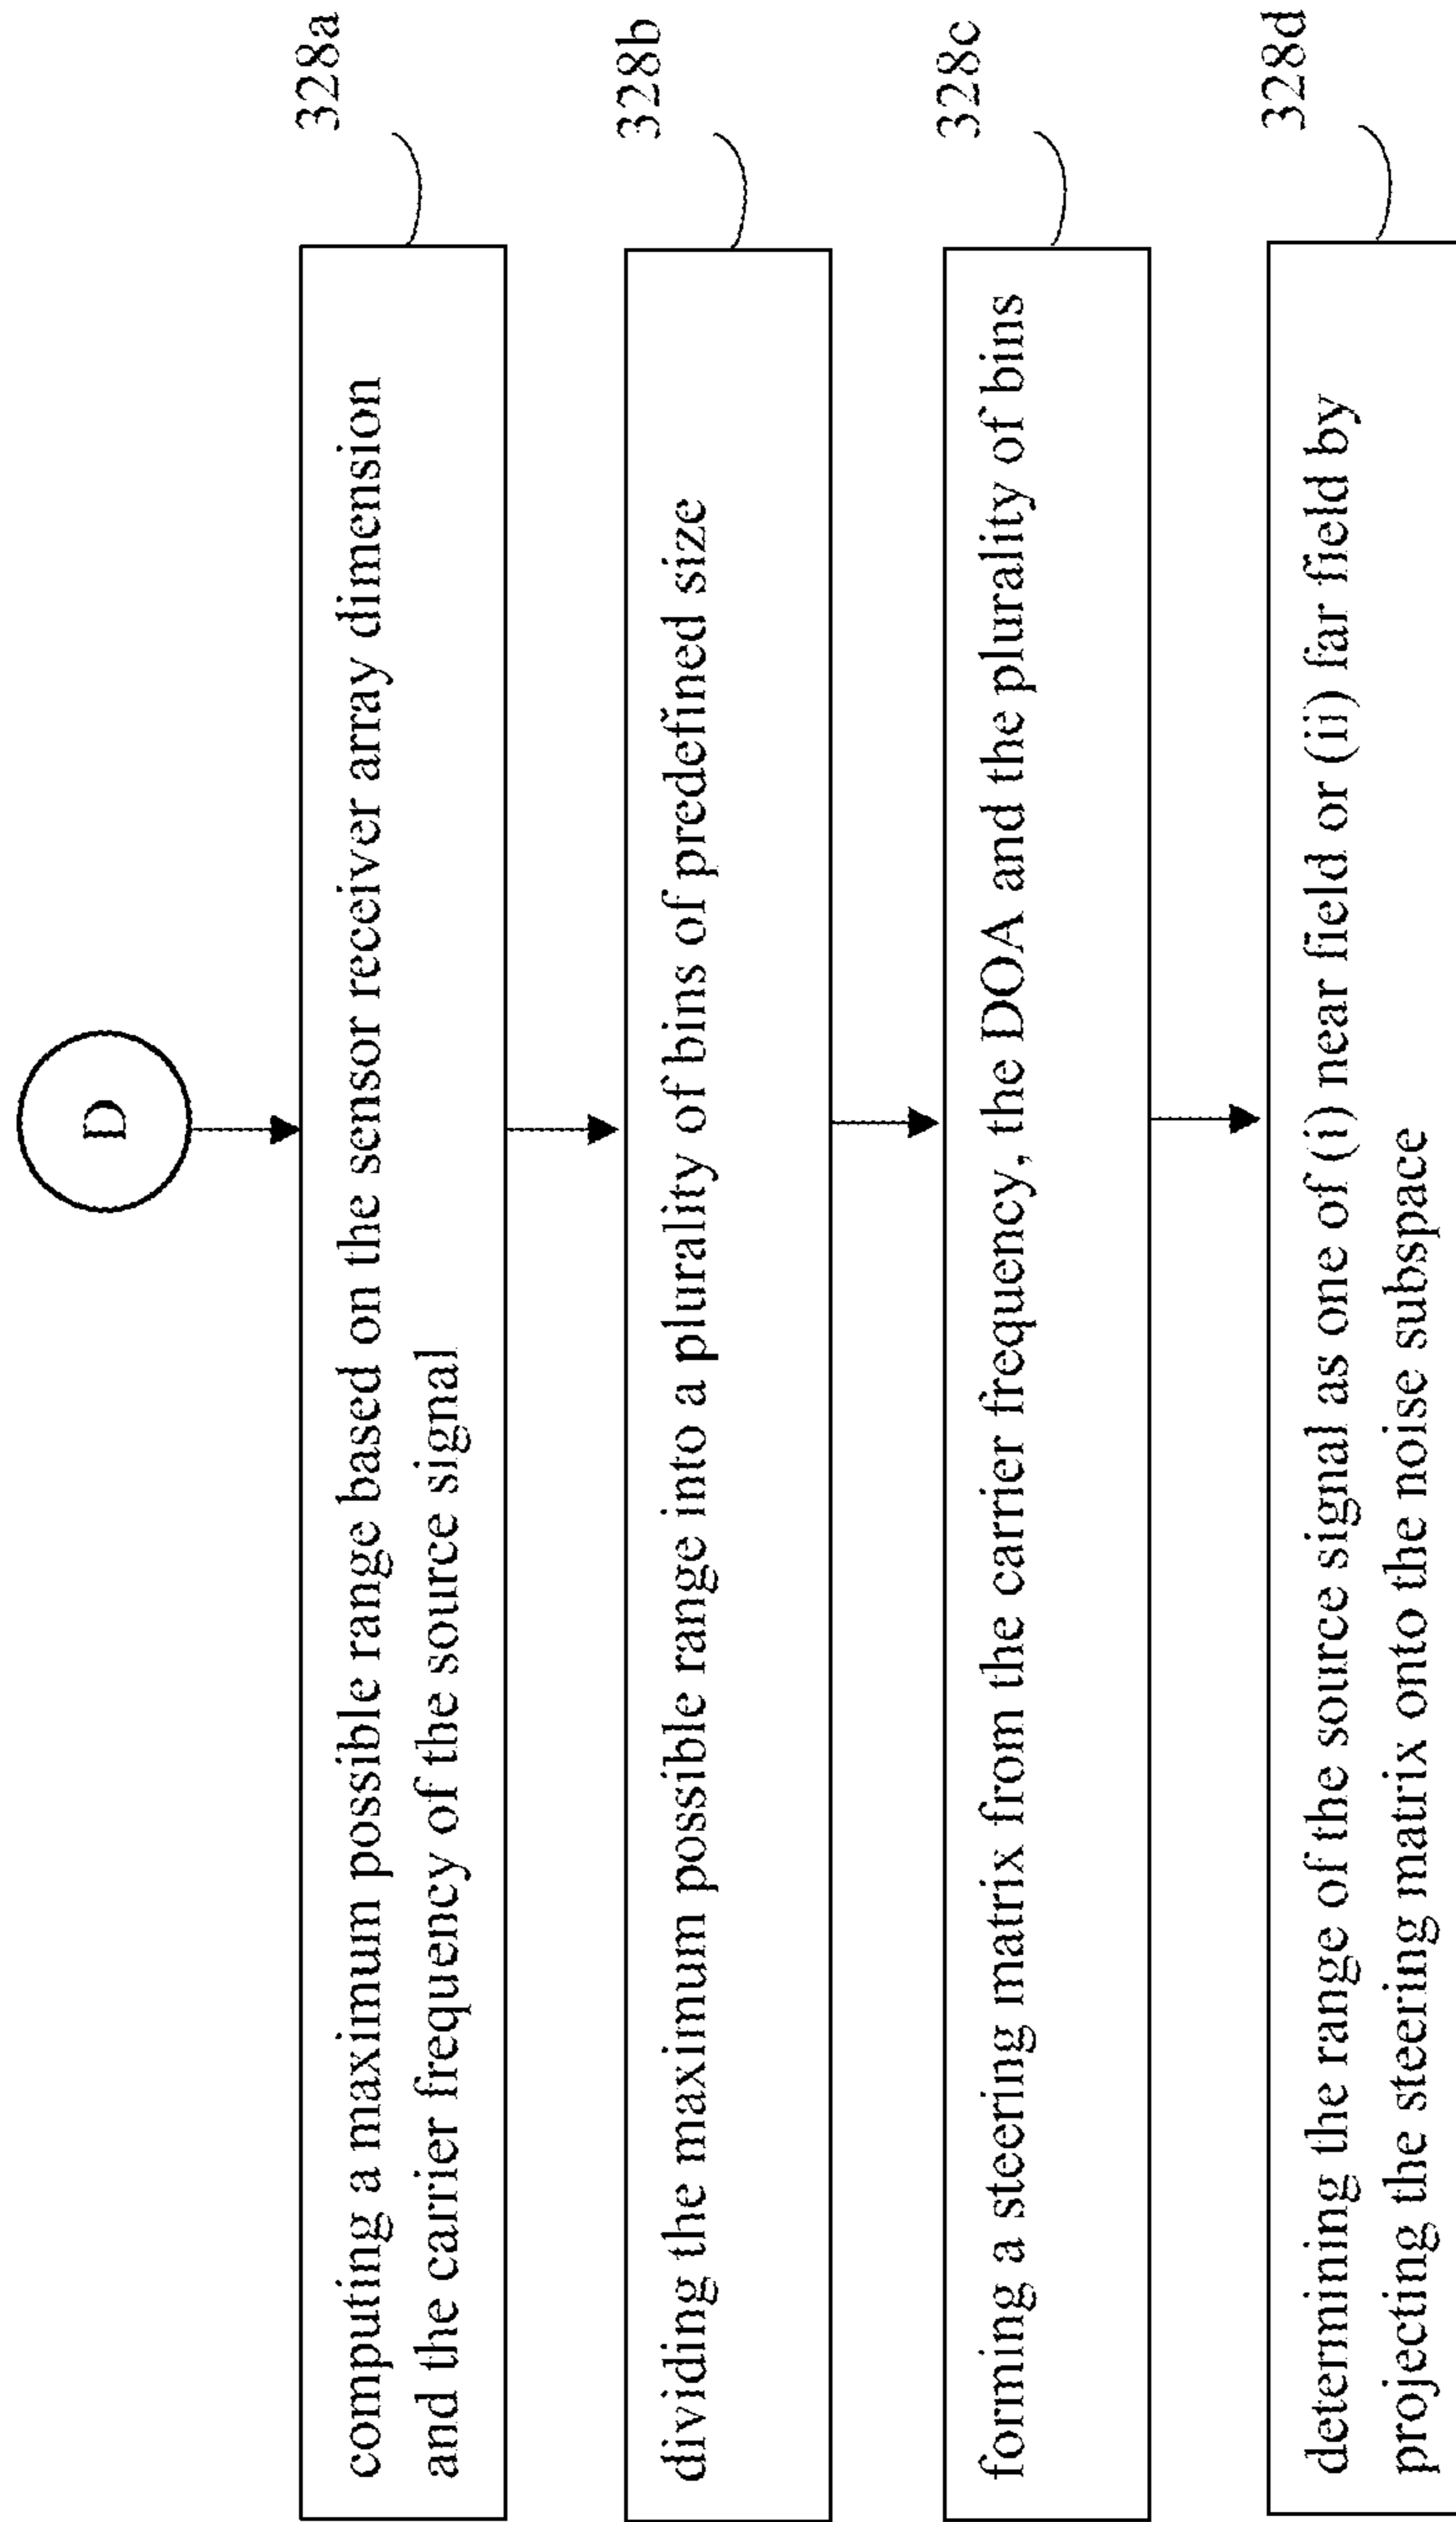 D
328a
computing a maximum possible range based on the sensor receiver array dimension
and the carrier frequency of the source signal
328b
dividing the maximum possible range into a plurality of bins of predefined size
328c
forming a steering matrix from the carrier frequency, the DOA and the plurality of bins
328d
determining the range of the source signal as one of (i) near field or (ii) far field by
projecting the steering matrix onto the noise subspace